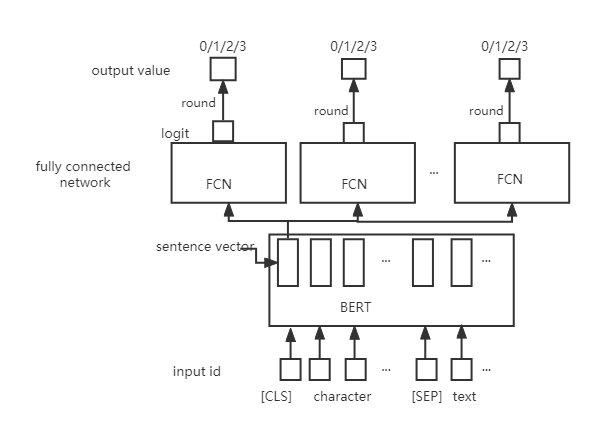 0/1/2/3 0/1/2/3 0/1/2/3
output value
round round round
logit
fully connected
network
FCN FCN ... FCN
sentence vector
... ...
BERT
input id ... ...
[CLS] character [SEP] text